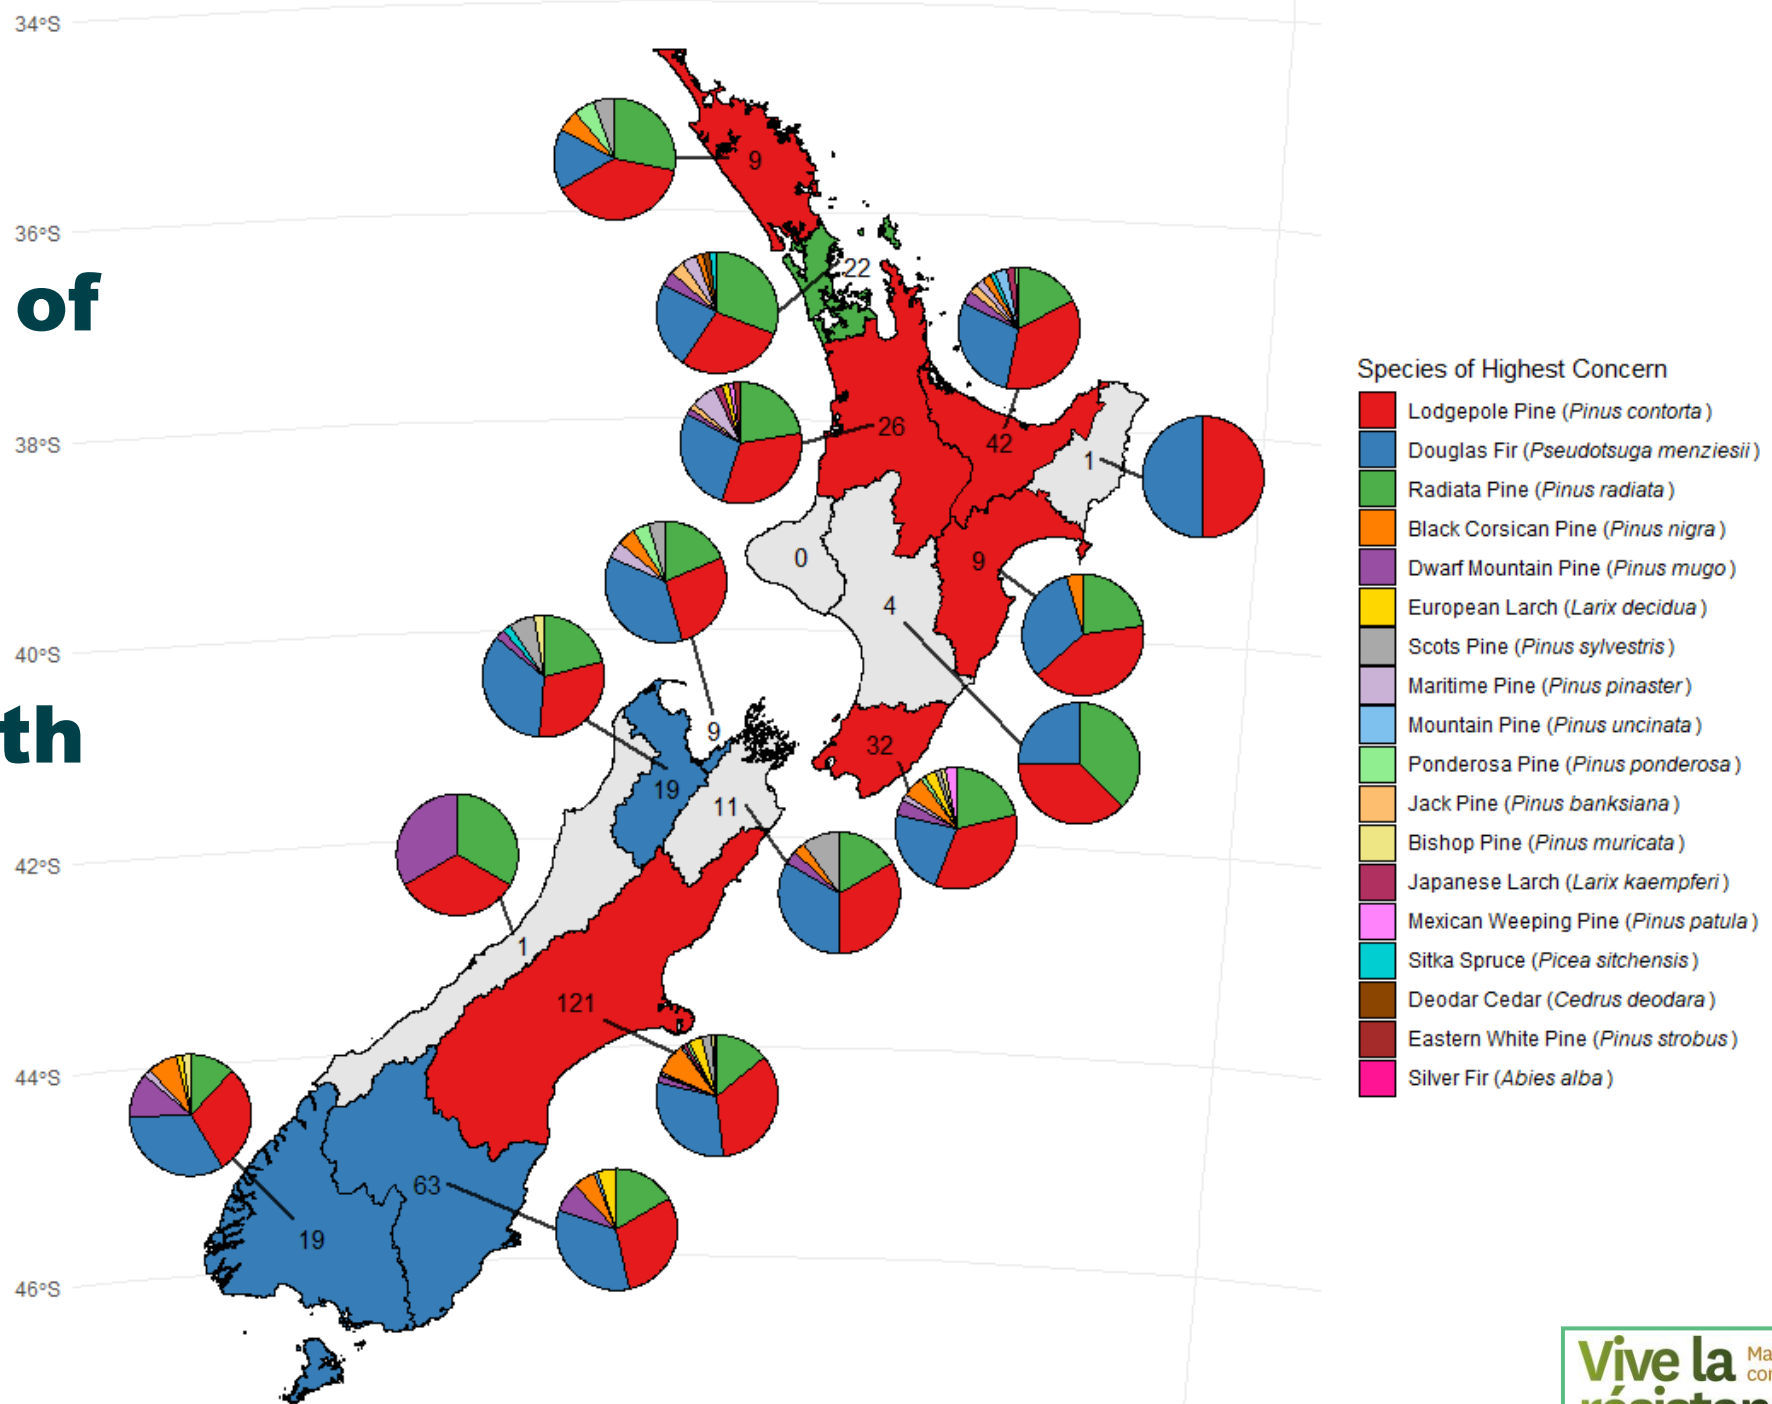 34°S
36°S
38°S
40°S
42°S
44°S
46°S
of
th
9
22
26
42
1
0
9
4
32
9
19
11
1
121
63
19
Species of Highest Concern
Lodgepole Pine (Pinus contorta)
Douglas Fir (Pseudotsuga menziesii)
Radiata Pine (Pinus radiata)
Black Corsican Pine (Pinus nigra)
Dwarf Mountain Pine (Pinus mugo)
European Larch (Larix decidua)
Scots Pine (Pinus sylvestris)
Maritime Pine (Pinus pinaster)
Mountain Pine (Pinus uncinata)
Ponderosa Pine (Pinus ponderosa)
Jack Pine (Pinus banksiana)
Bishop Pine (Pinus muricata)
Japanese Larch (Larix kaempferi)
Mexican Weeping Pine (Pinus patula)
Sitka Spruce (Picea sitchensis)
Deodar Cedar (Cedrus deodara)
Eastern White Pine (Pinus strobus)
Silver Fir (Abies alba)
Vive la